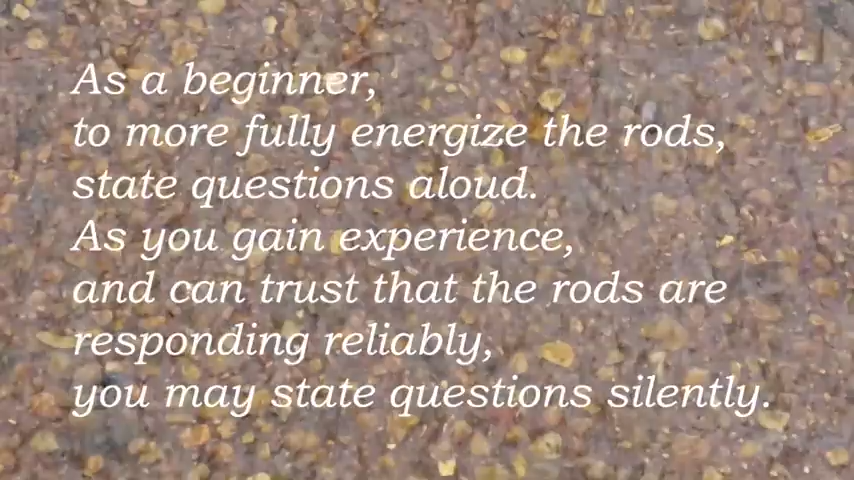 As a beginner,
to more fully energize the rods,
state questions aloud.
As you gain experience,
and can trust that the rods are
responding reliably,
you may state questions silently.